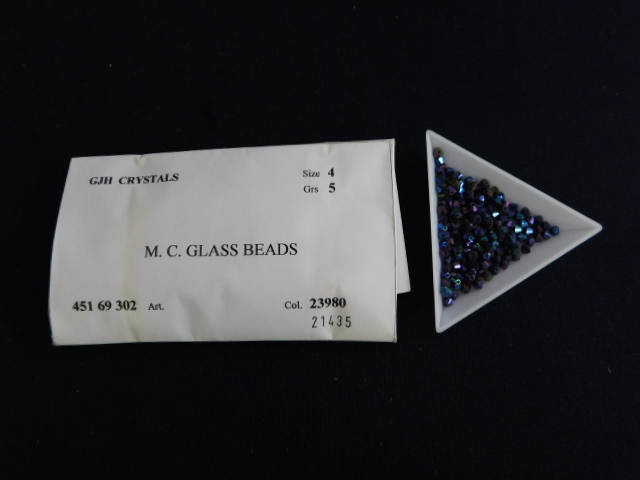 GJH CRYSTALS
Size 4
Grs 5
M. C. GLASS BEADS
451 69 302 Art.
Col. 23980
21435